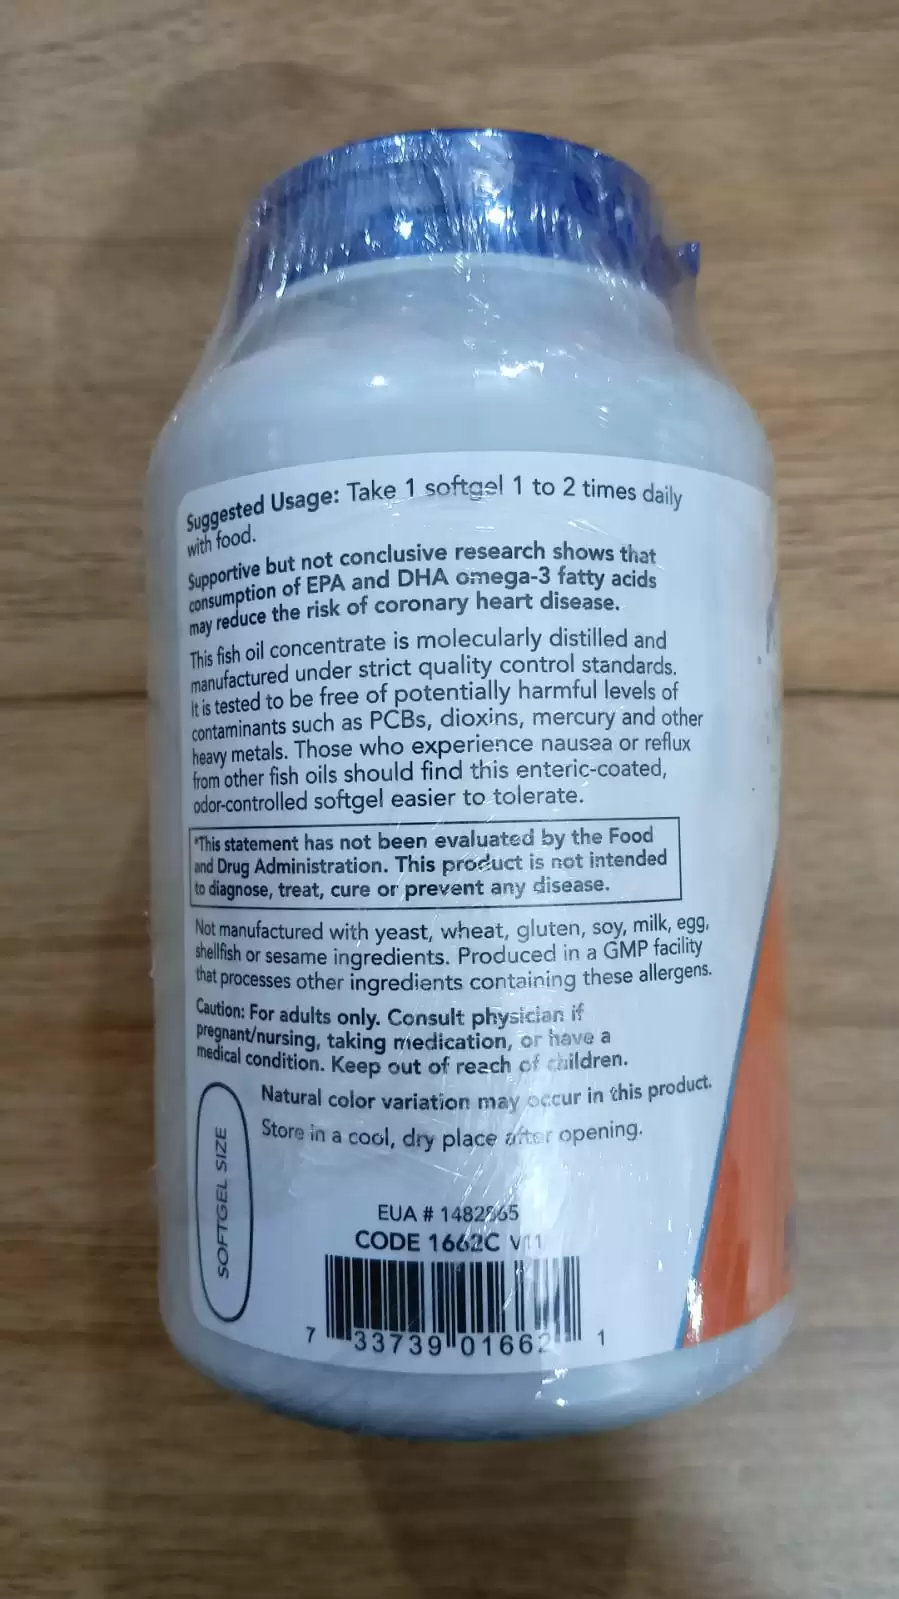 Suggested Usage: Take 1 softgel 1 to 2 times daily
with food.
Supportive but not conclusive research shows that
consumption of EPA and DHA omega-3 fatty acids
may reduce the risk of coronary heart disease.
This fish oil concentrate is molecularly distilled and
manufactured under strict quality control standards.
It is tested to be free of potentially harmful levels of
contaminants such as PCBs, dioxins, mercury and other
heavy metals. Those who experience nausea or reflux
from other fish oils should find this enteric-coated,
odor-controlled softgel easier to tolerate.
*This statement has not been evaluated by the Food
and Drug Administration. This product is not intended
to diagnose, treat, cure or prevent any disease.
Not manufactured with yeast, wheat, gluten, soy, milk, egg,
shellfish or sesame ingredients. Produced in a GMP facility
that processes other ingredients containing these allergens.
Caution: For adults only. Consult physician if
pregnant/nursing, taking medication, or have a
medical condition. Keep out of reach of children.
Natural color variation may occur in this product.
Store in a cool, dry place after opening.
SOFTGEL SIZE
EUA #
CODE 1662C V11
7 33739 01662 1